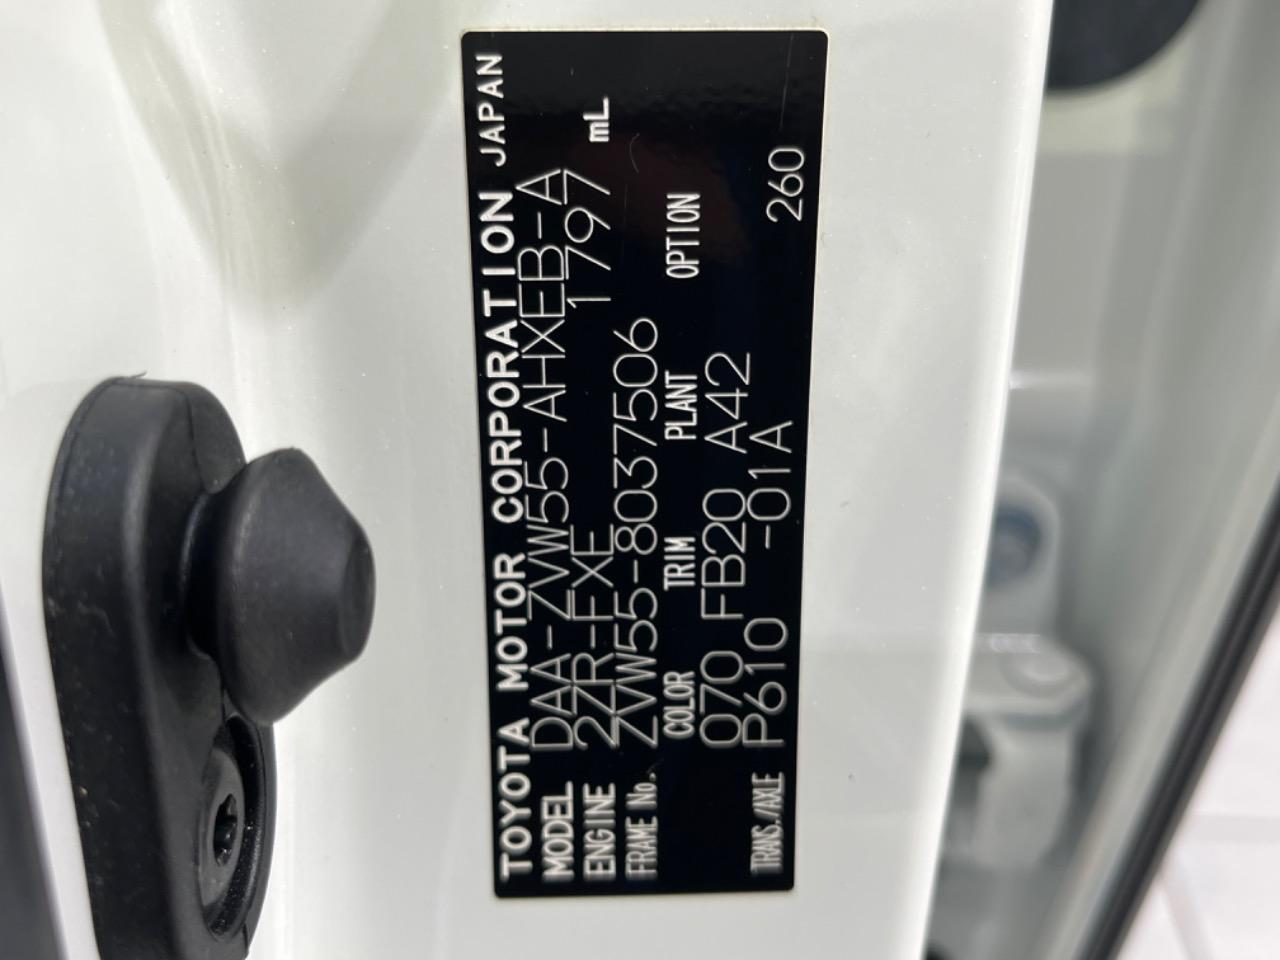 TOYOTA MOTOR CORPORATION JAPAN
MODEL DAA-ZVW55-AHXEB-A
ENGINE 2ZR-FXE 1797 mL
FRAME No. ZVW55-8037506
COLOR TRIM PLANT OPTION
070 FB20 A42
TRANS./AXLE P610 -01A 260